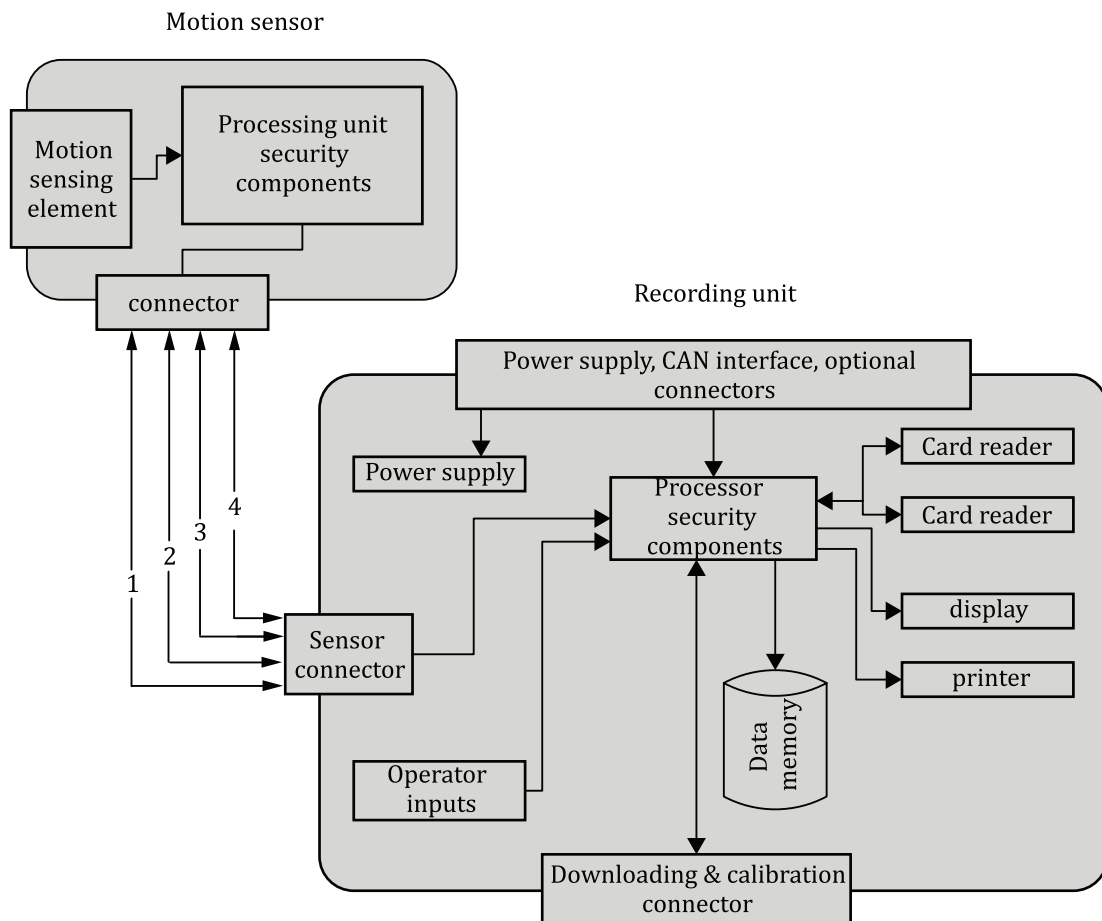 Motion sensor
Processing unit
security
components
Motion
sensing
element
connector
Recording unit
Power supply, CAN interface, optional
connectors
Power supply
Card reader
Processor
security
components
Card reader
4
3
2
1
display
Sensor
connector
printer
Data
memory
Operator
inputs
Downloading & calibration
connector